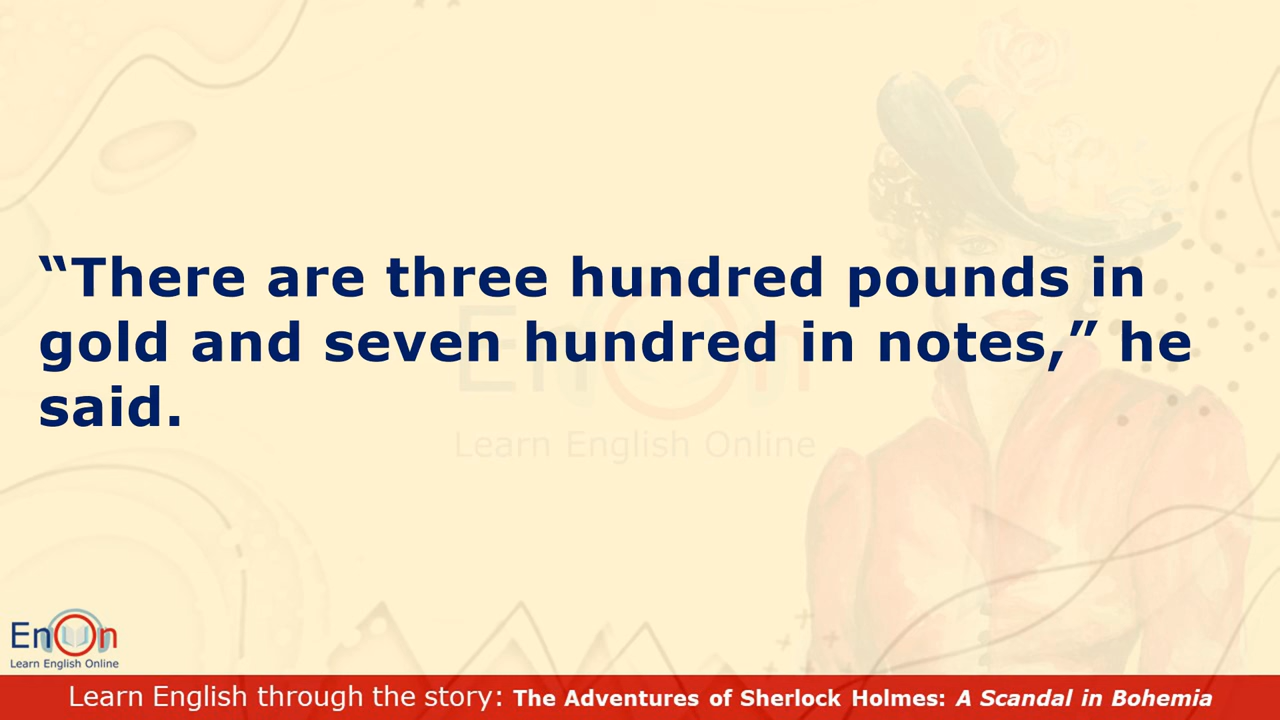 “There are three hundred pounds in
gold and seven hundred in notes,” he
said.
EnOn
Learn English Online
EnOn
Learn English Online
Learn English through the story: The Adventures of Sherlock Holmes: A Scandal in Bohemia